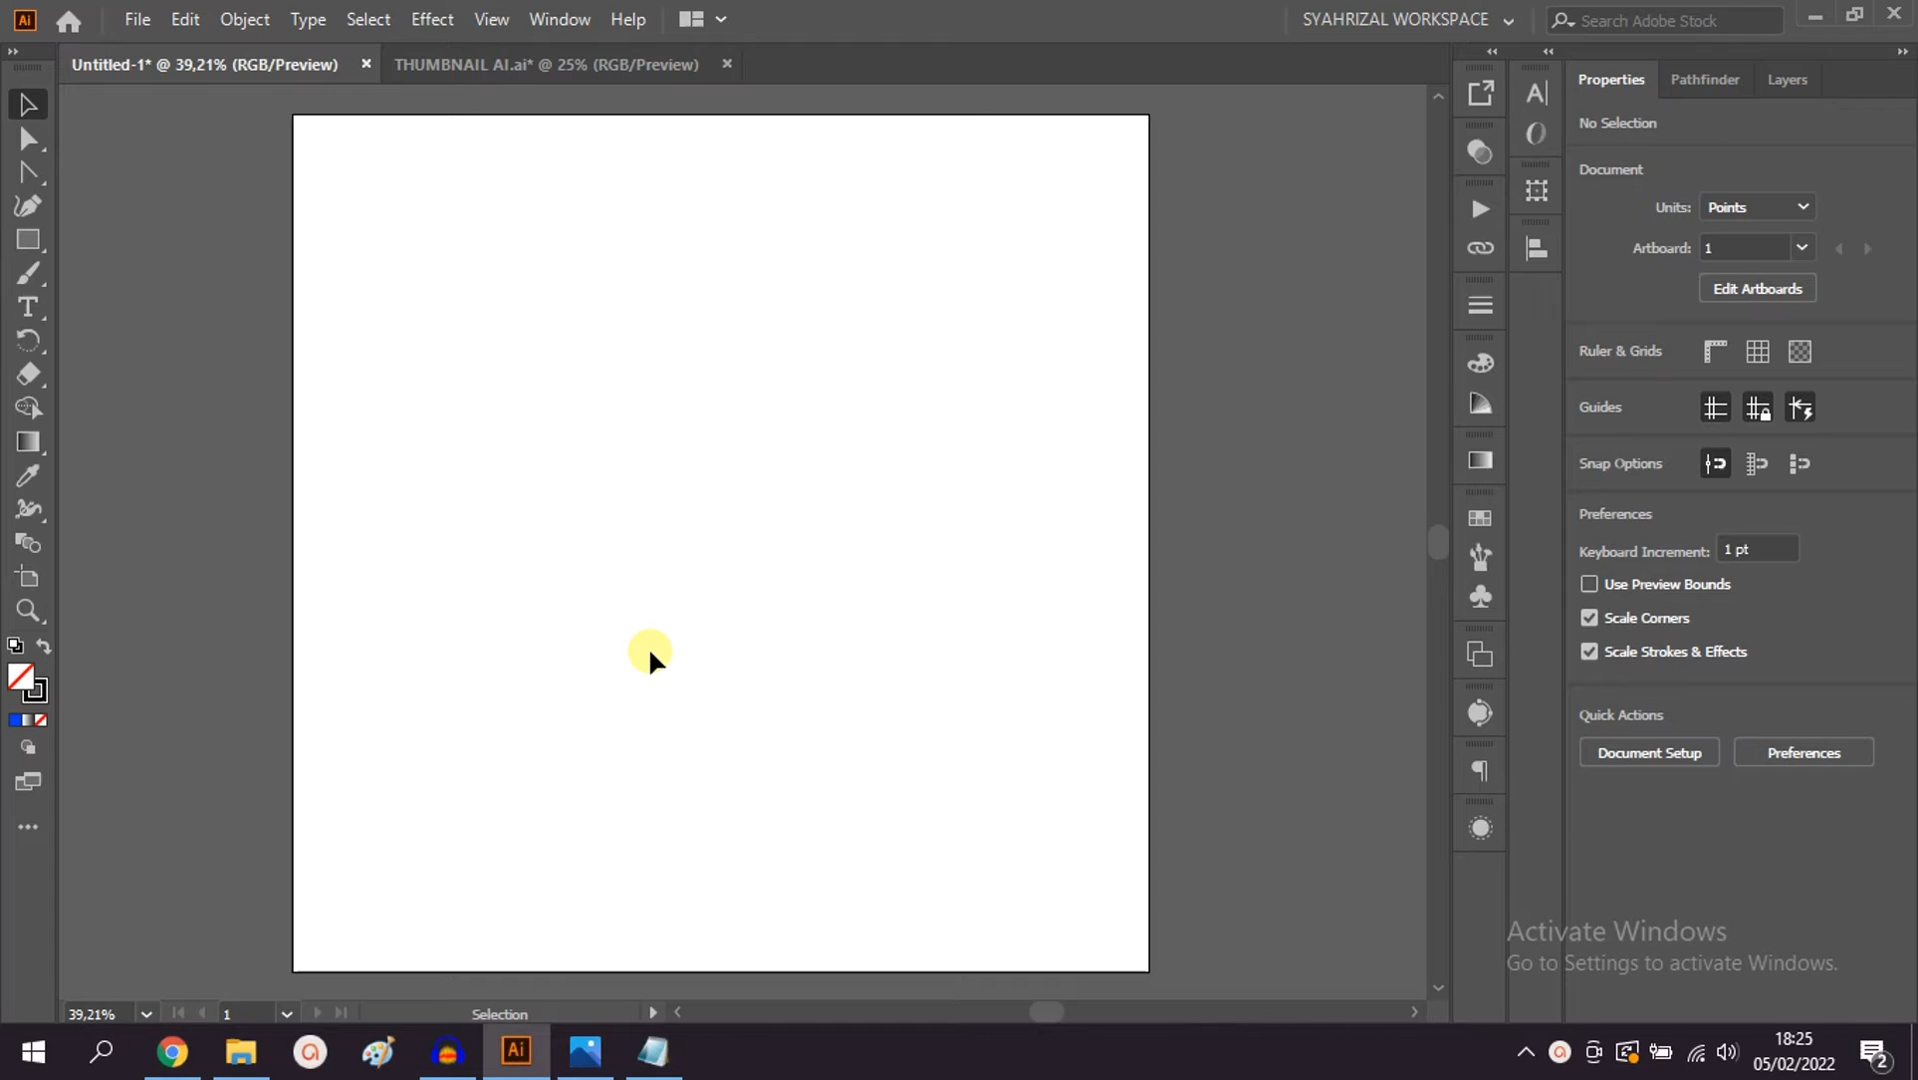 Ai File Edit Object Type Select Effect View Window Help SYAHRIZAL WORKSPACE Search Adobe Stock
Untitled-1* @ 39,21% (RGB/Preview) THUMBNAIL AI.ai* @ 25% (RGB/Preview)
Properties Pathfinder Layers
No Selection
Document
Units: Points
Artboard: 1
Edit Artboards
Ruler & Grids
Guides
Snap Options
Preferences
Keyboard Increment: 1 pt
Use Preview Bounds
Scale Corners
Scale Strokes & Effects
Quick Actions
Document Setup Preferences
Activate Windows
Go to Settings to activate Windows.
39,21% 1 Selection
Ai
18:25
05/02/2022
2